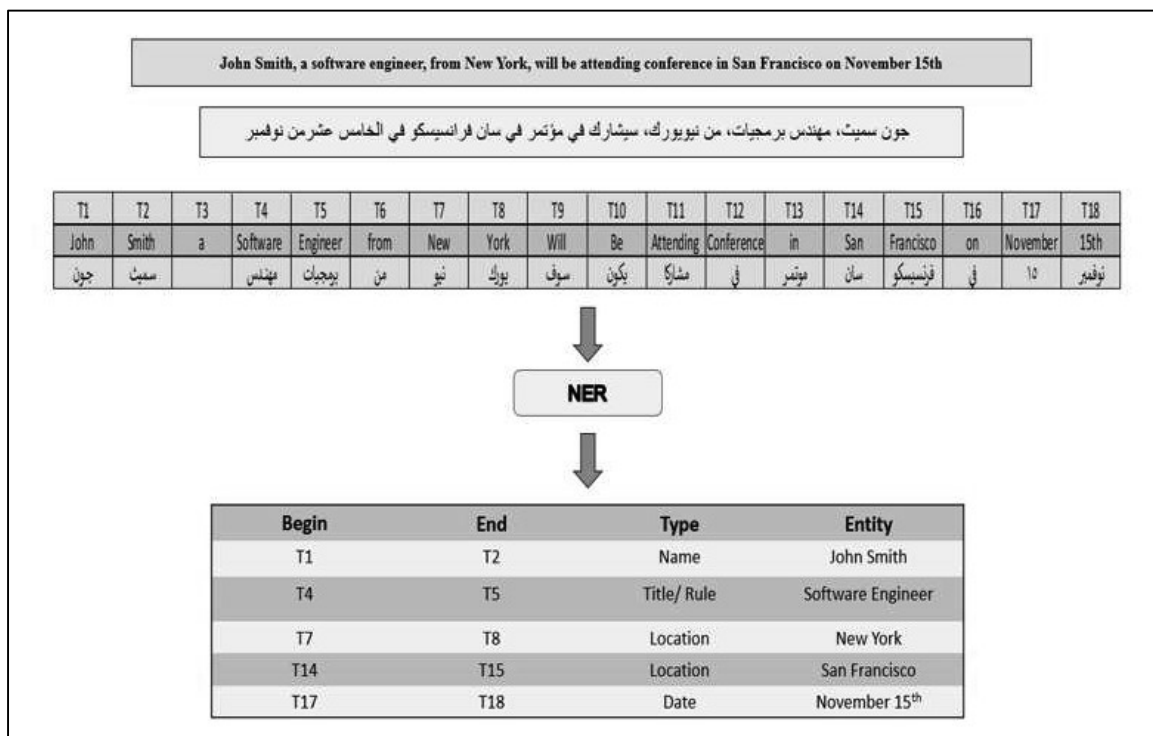 John Smith, a software engineer, from New York, will be attending conference in San Francisco on November 15th
جون سميث، مهندس برمجيات، من نيويورك، سيشارك في مؤتمر في سان فرانسيسكو في الخامس عشر من نوفمبر
T1 T2 T3 T4 T5 T6 T7 T8 T9 T10 T11 T12 T13 T14 T15 T16 T17 T18
John Smith a Software Engineer from New York Will Be Attending Conference in San Francisco on November 15th
جون سميث مهندس برمجيات من نيو يورك سوف يكون مشاركا في موتمر سان فرنسيسكو في ١٥ نوفمبر
NER
Begin End Type Entity
T1 T2 Name John Smith
T4 T5 Title/ Rule Software Engineer
T7 T8 Location New York
T14 T15 Location San Francisco
T17 T18 Date November 15th